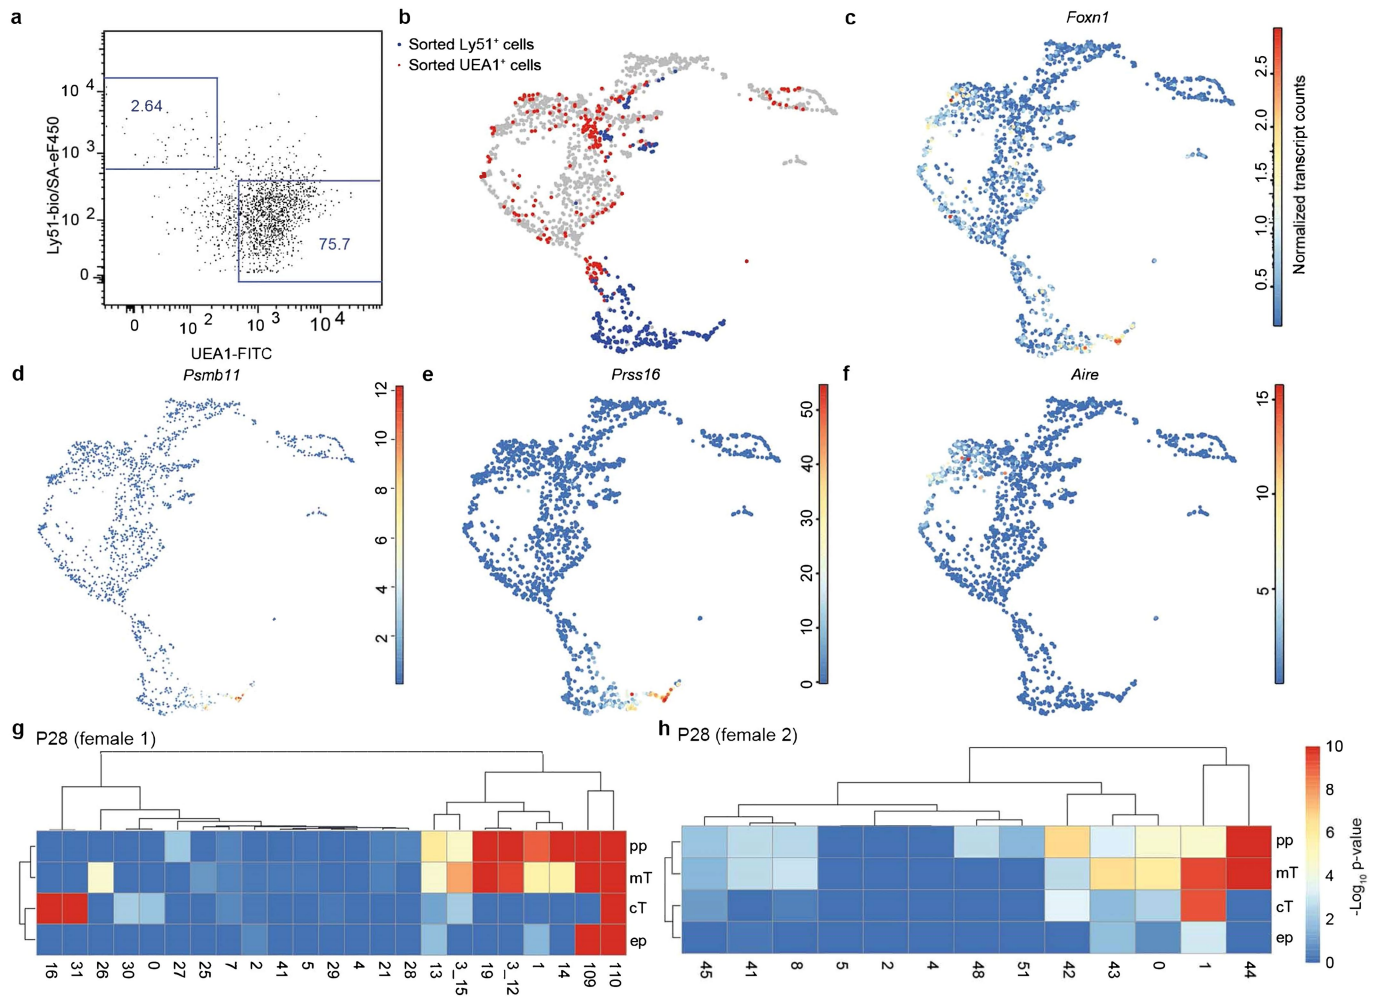 a
10 4
10 3
10 2
0
Ly51-bio/SA-eF450
2.64
75.7
0
10 2
10 3
10 4
UEA1-FITC
b
Sorted Ly51+ cells
Sorted UEA1+ cells
c
Foxn1
2.5
2.0
1.5
1.0
0.5
Normalized transcript counts
d
Psmb11
12
10
8
6
4
2
e
Prss16
50
40
30
20
10
0
f
Aire
15
10
5
g
P28 (female 1)
pp
mT
cT
ep
16 31 26 30 0 27 25 7 2 41 5 29 4 21 28 13 3_15 19 3_12 1 14 109 110
h
P28 (female 2)
pp
mT
cT
ep
45 41 8 5 2 4 48 51 42 43 0 1 44
10
8
6
4
2
0
-Log10 p-value